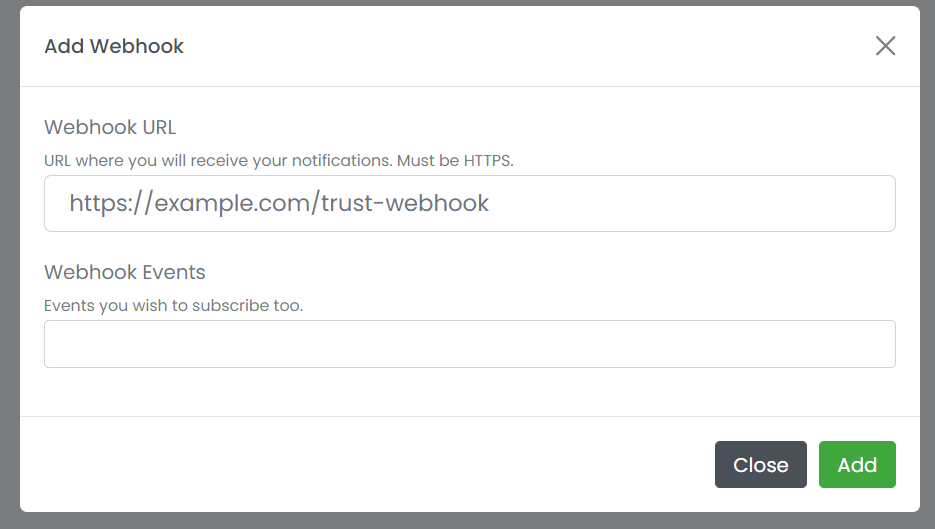 Add Webhook
Webhook URL
URL where you will receive your notifications. Must be HTTPS.
https://example.com/trust-webhook
Webhook Events
Events you wish to subscribe too.
Close Add